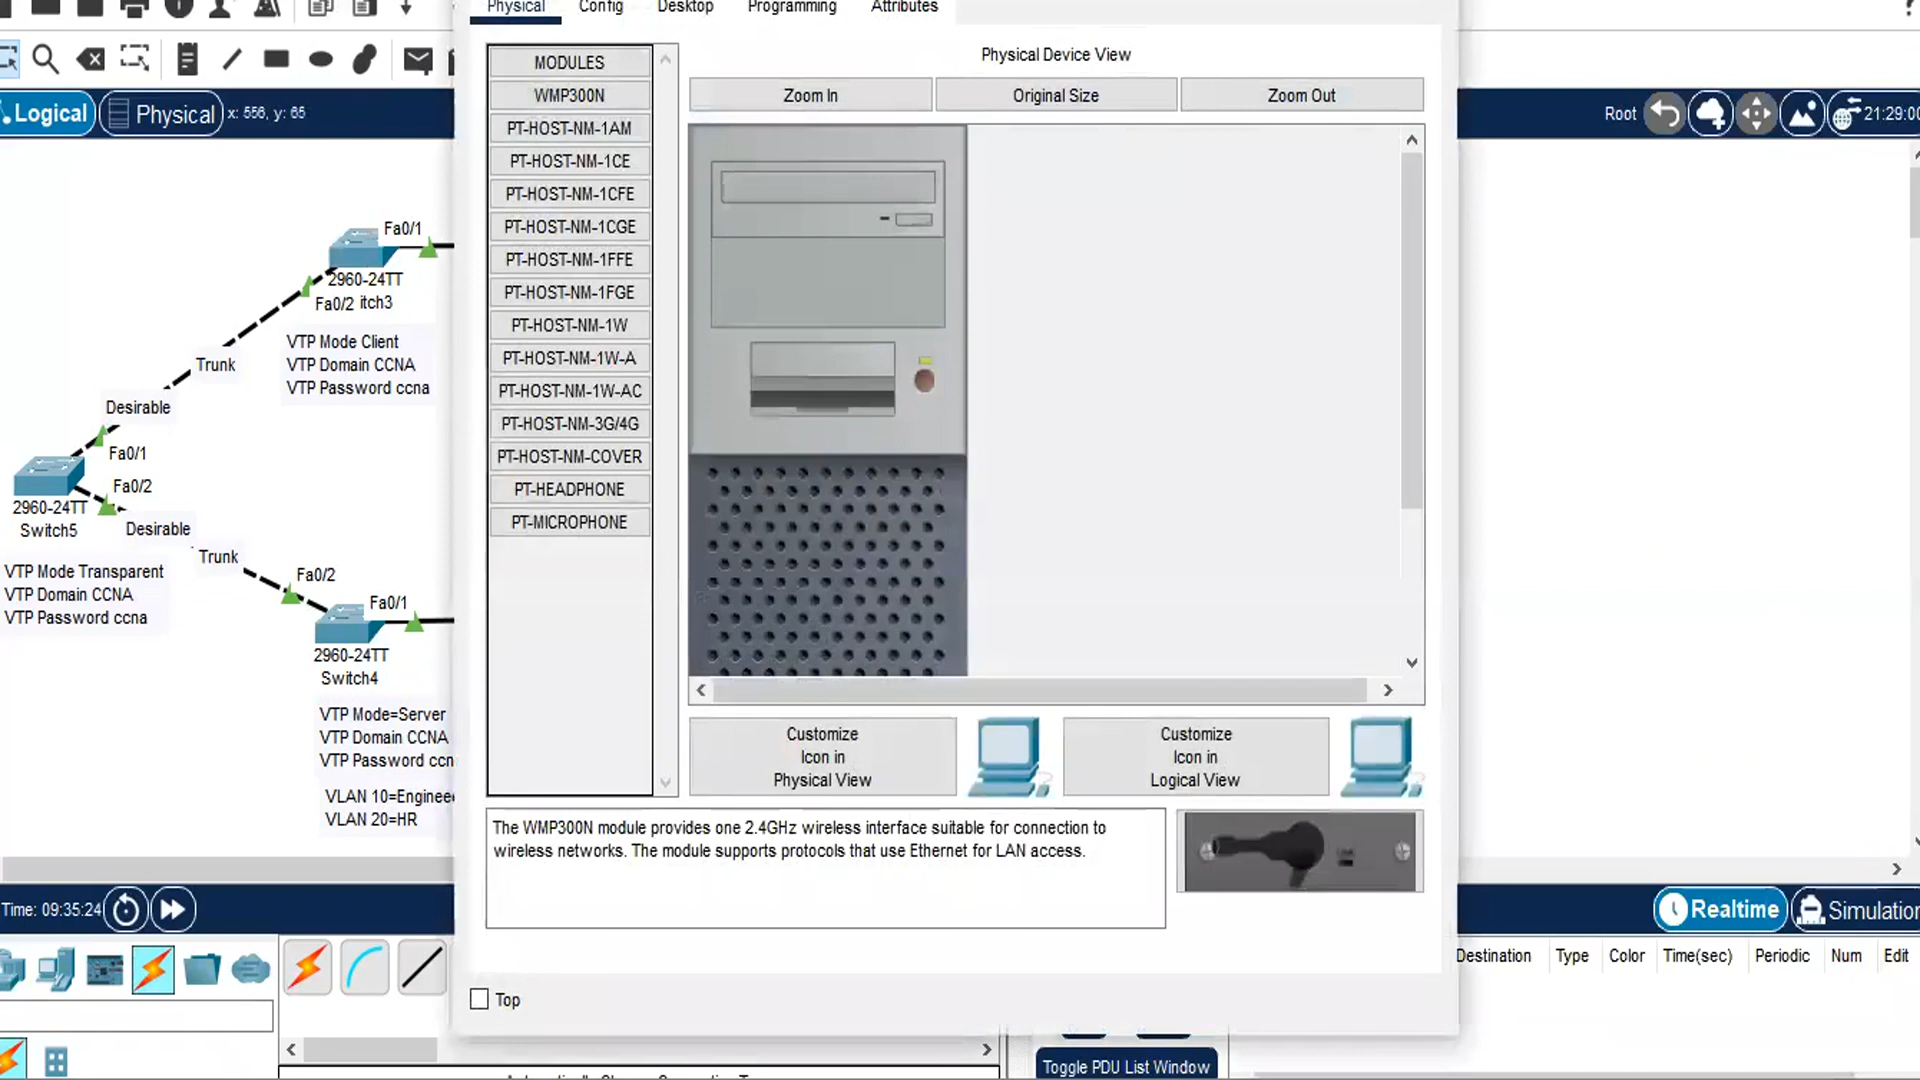 Physical
Config
Desktop
Programming
Attributes
?
MODULES
WMP300N
PT-HOST-NM-1AM
PT-HOST-NM-1CE
PT-HOST-NM-1CFE
PT-HOST-NM-1CGE
PT-HOST-NM-1FFE
PT-HOST-NM-1FGE
PT-HOST-NM-1W
PT-HOST-NM-1W-A
PT-HOST-NM-1W-AC
PT-HOST-NM-3G/4G
PT-HOST-NM-COVER
PT-HEADPHONE
PT-MICROPHONE
Physical Device View
Zoom In
Original Size
Zoom Out
Customize
Icon in
Physical View
Customize
Icon in
Logical View
The WMP300N module provides one 2.4GHz wireless interface suitable for connection to
wireless networks. The module supports protocols that use Ethernet for LAN access.
Top
Logical
Physical
x: 556, y: 65
Root
21:29:00
Fa0/1
2960-24TT
Fa0/2 itch3
VTP Mode Client
VTP Domain CCNA
VTP Password ccna
Trunk
Desirable
Fa0/1
Fa0/2
2960-24TT
Switch5
Desirable
Trunk
VTP Mode Transparent
VTP Domain CCNA
VTP Password ccna
Fa0/2
Fa0/1
2960-24TT
Switch4
VTP Mode=Server
VTP Domain CCNA
VTP Password ccn
VLAN 10=Enginee
VLAN 20=HR
Time: 09:35:24
Realtime
Simulation
Destination
Type
Color
Time(sec)
Periodic
Num
Edit
Toggle PDU List Window